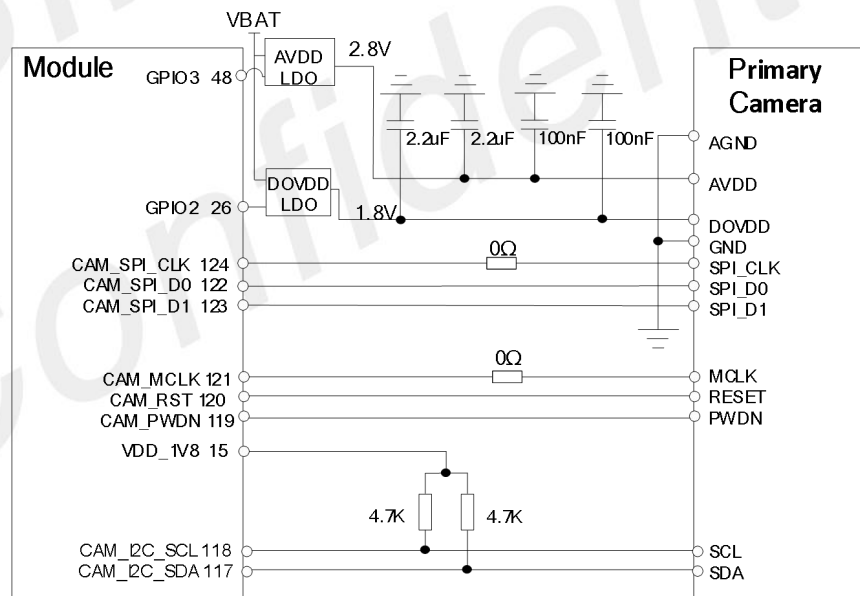 VBAT
Module
GPIO3 48
AVDD
LDO
2.8V
Primary
Camera
2.2uF
2.2uF
100nF
100nF
AGND
AVDD
GPIO2 26
DOVDD
LDO
1.8V
DOVDD
GND
CAM_SPI_CLK 124
0Ω
SPI_CLK
CAM_SPI_D0 122
SPI_D0
CAM_SPI_D1 123
SPI_D1
CAM_MCLK 121
0Ω
MCLK
CAM_RST 120
RESET
CAM_PWDN 119
PWDN
VDD_1V8 15
4.7K
4.7K
CAM_I2C_SCL 118
SCL
CAM_I2C_SDA 117
SDA
Confident